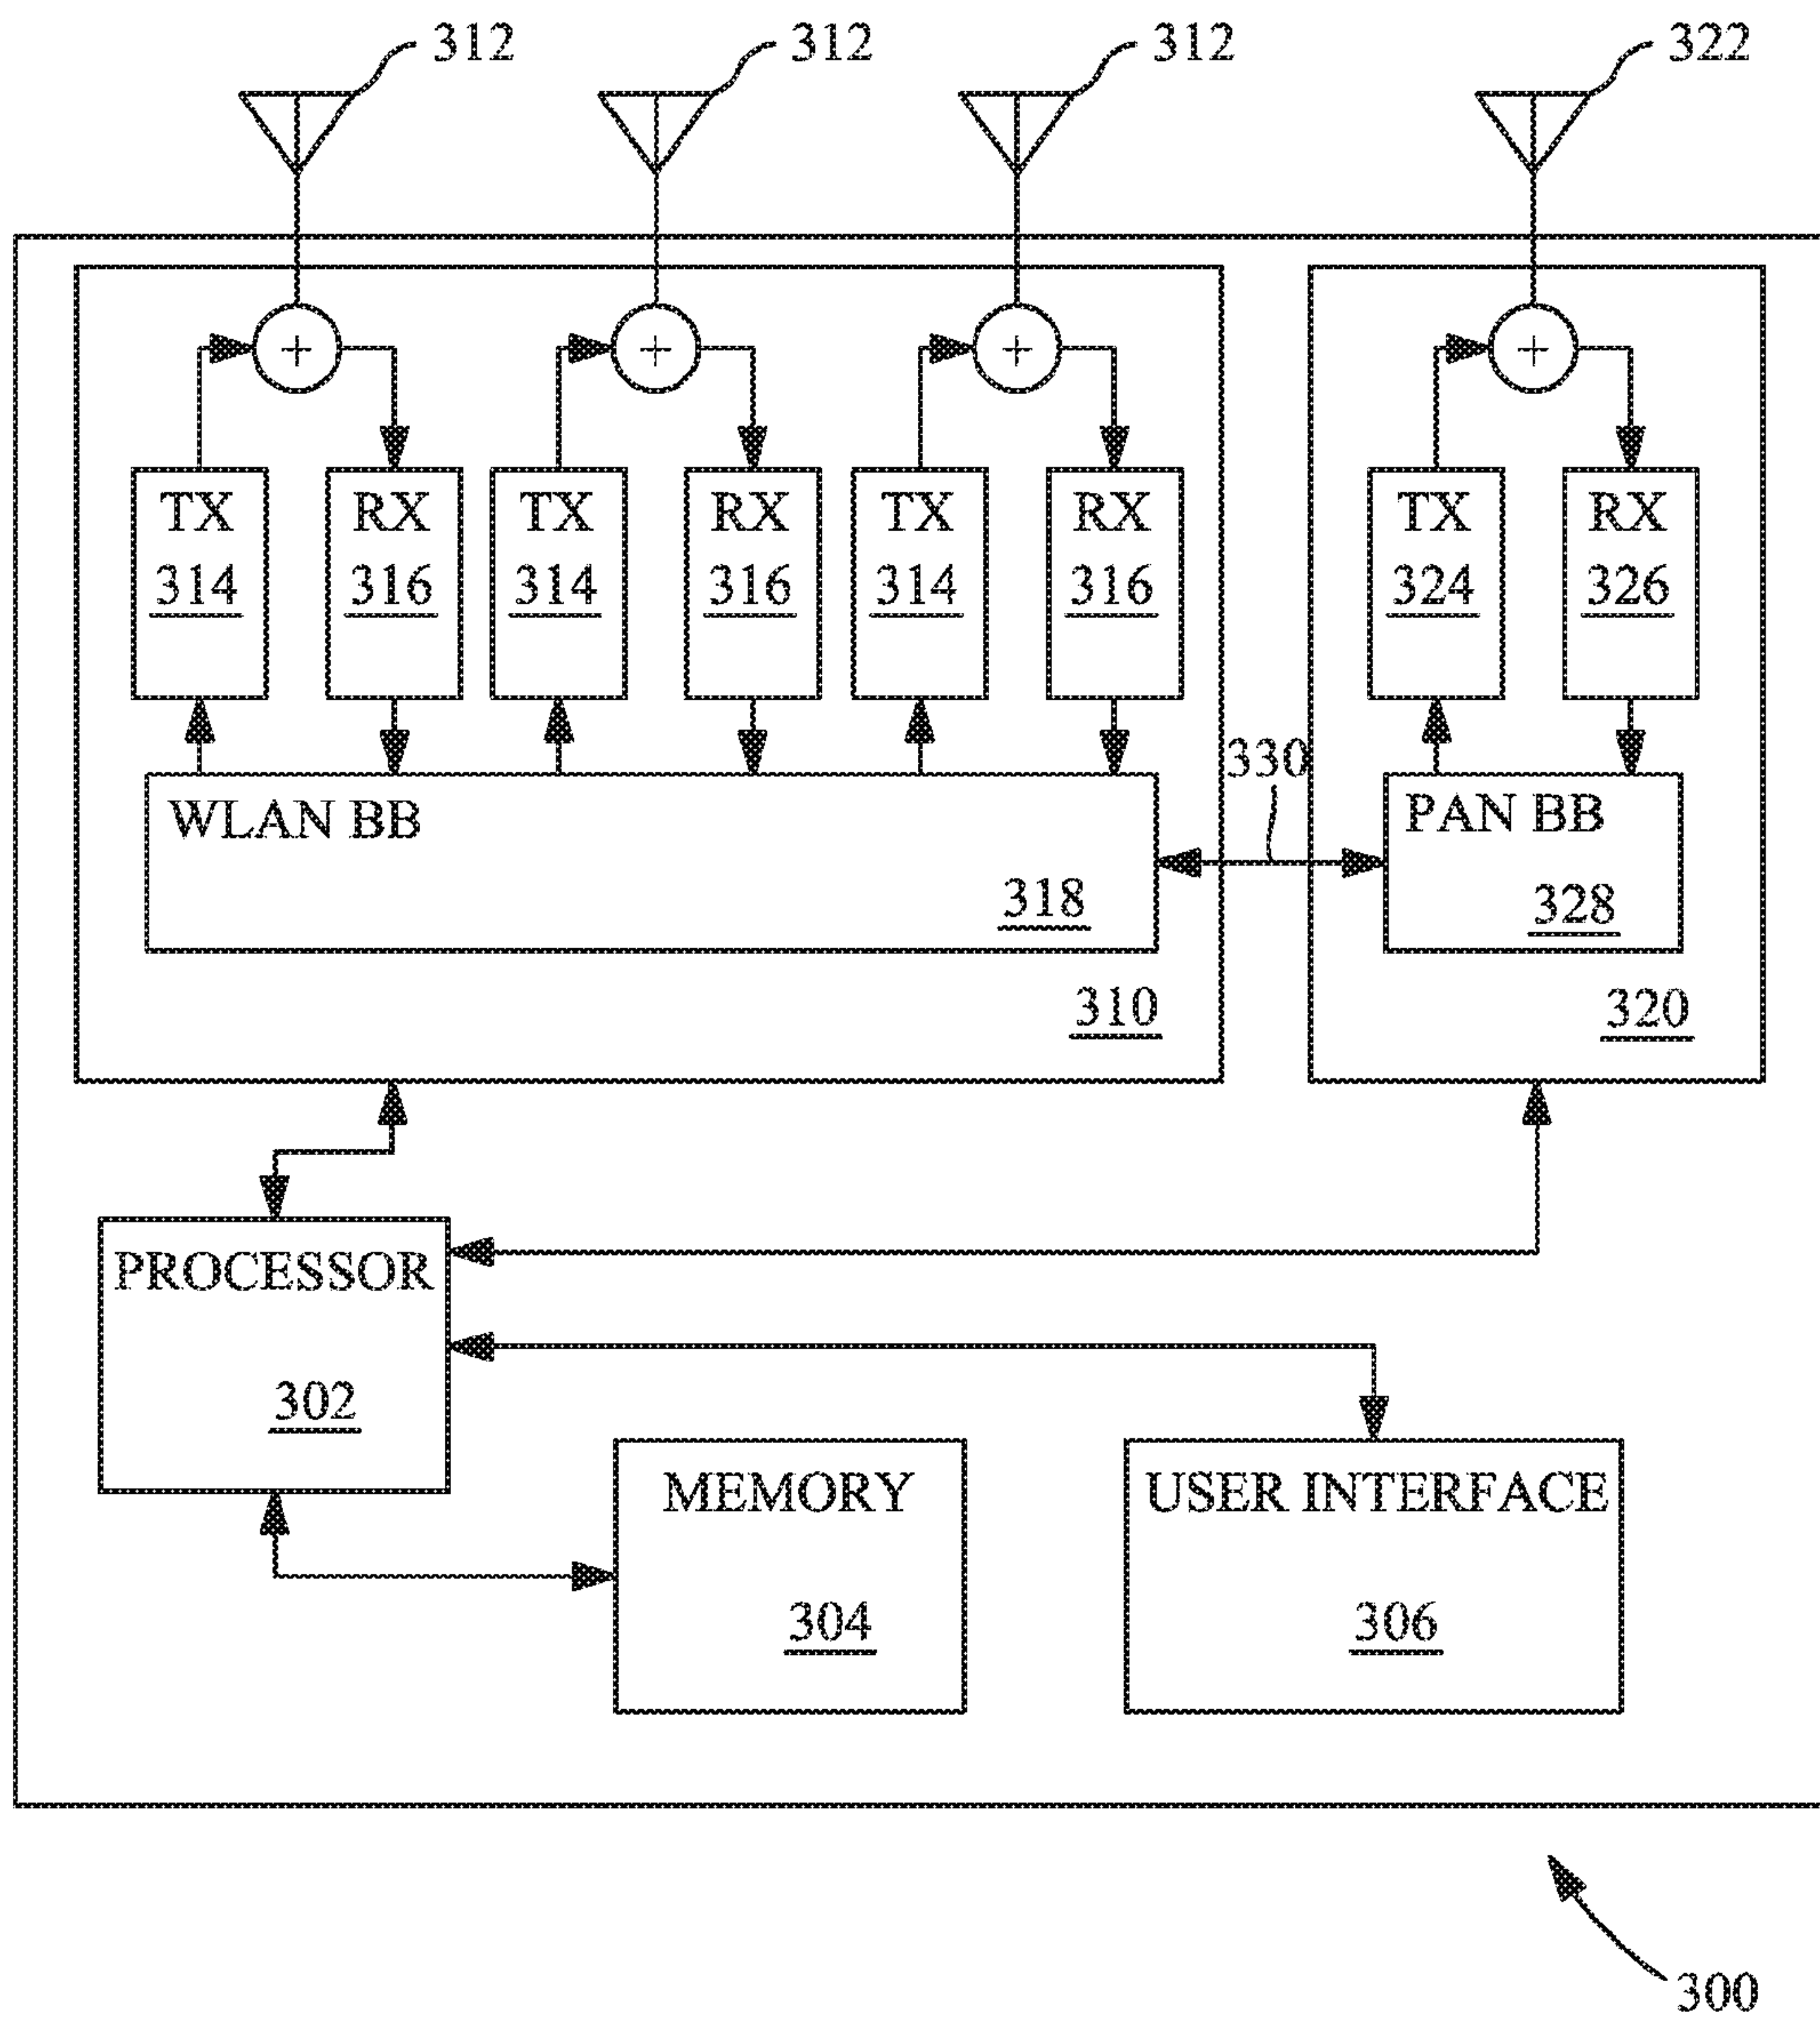 312 312 312 322
TX RX TX RX TX RX TX RX
314 316 314 316 314 316 324 326
330
WLAN BB PAN BB
318 328
310 320
PROCESSOR
302
MEMORY USER INTERFACE
304 306
300